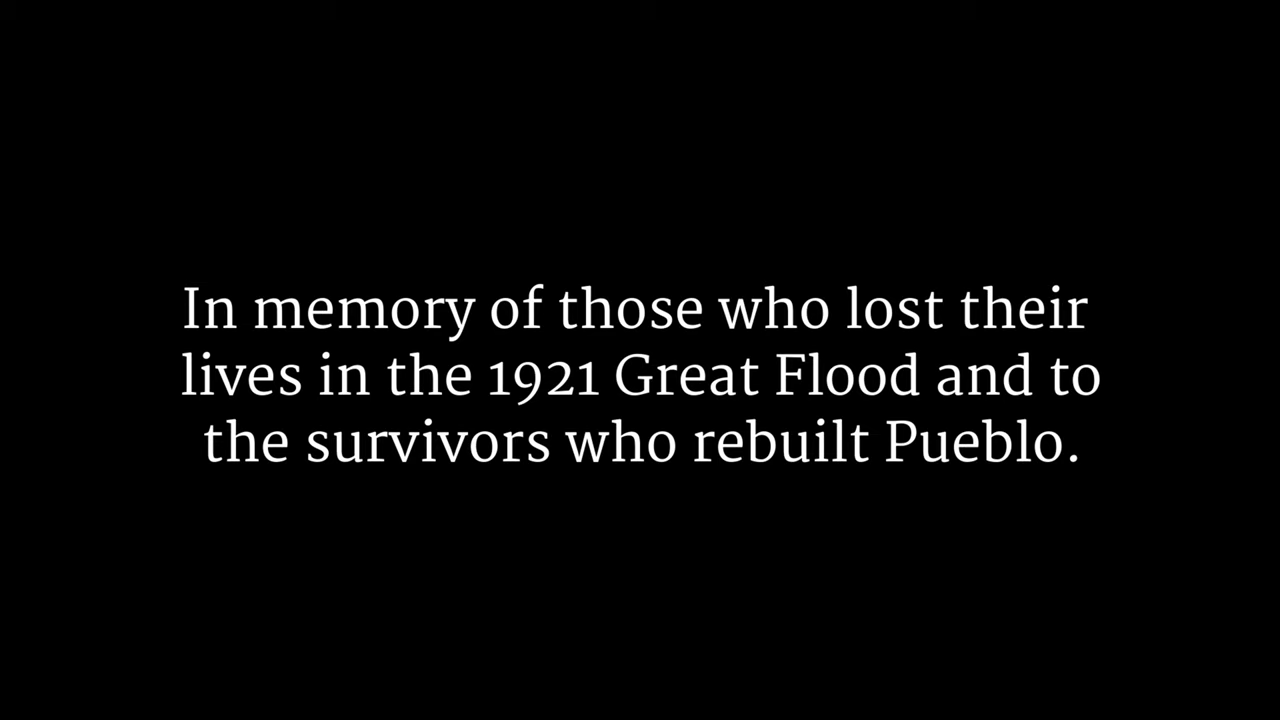 In memory of those who lost their
lives in the 1921 Great Flood and to
the survivors who rebuilt Pueblo.